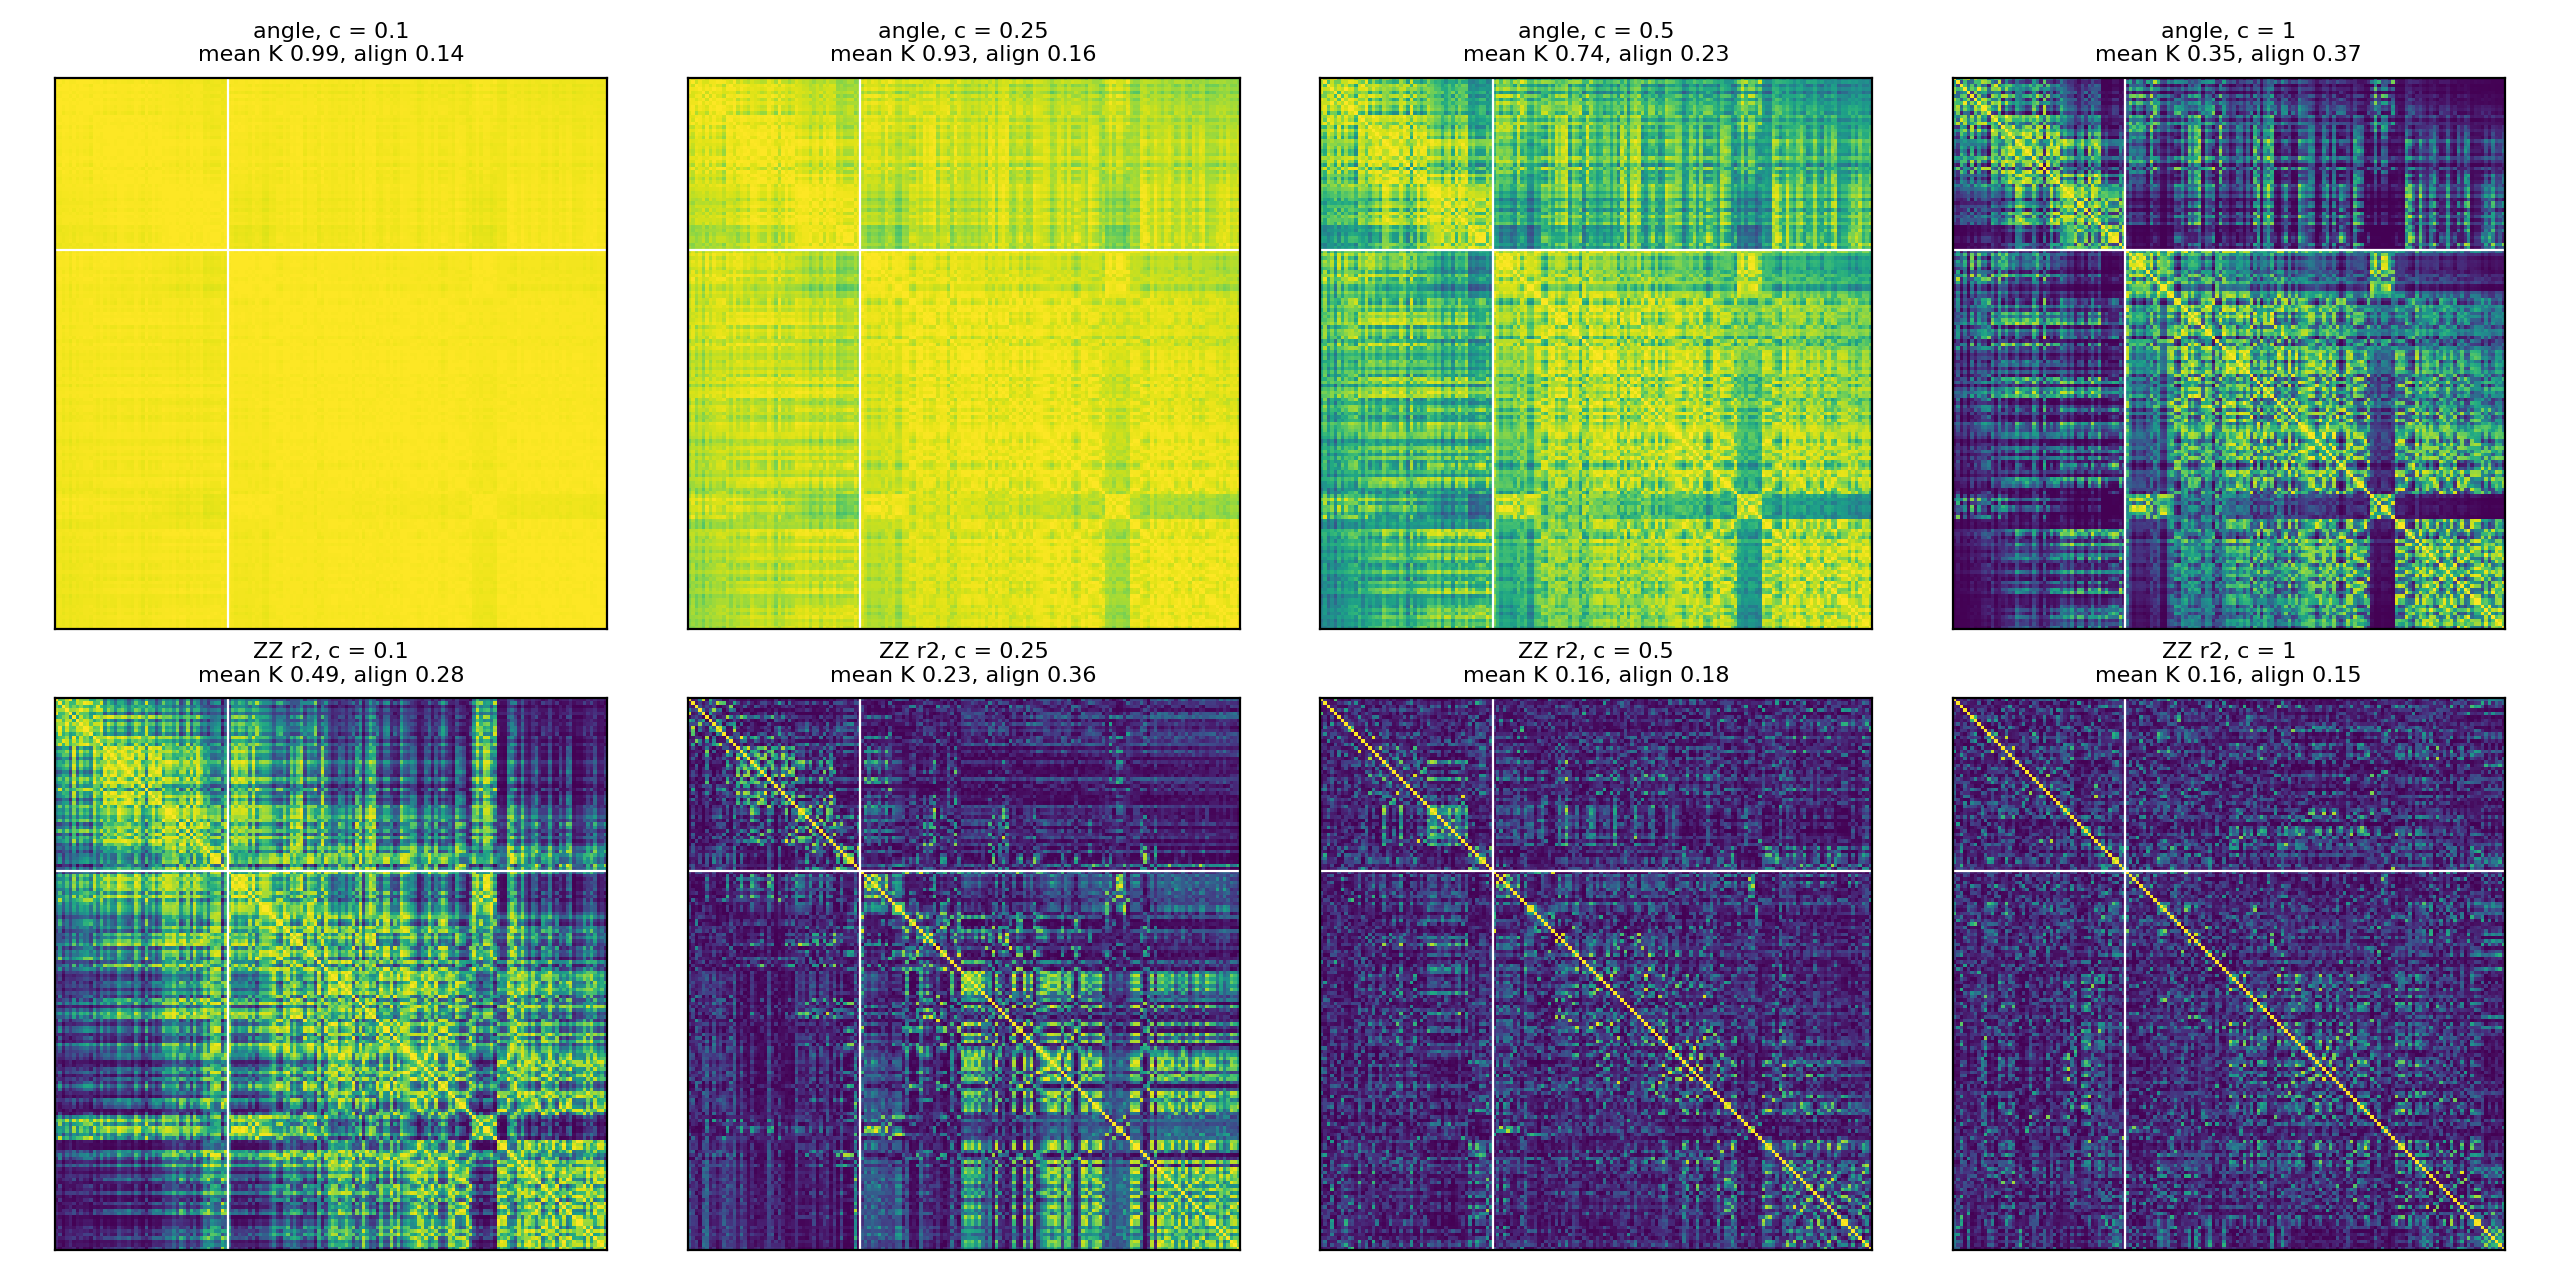 angle, c = 0.1
mean K 0.99, align 0.14
angle, c = 0.25
mean K 0.93, align 0.16
angle, c = 0.5
mean K 0.74, align 0.23
angle, c = 1
mean K 0.35, align 0.37
ZZ r2, c = 0.1
mean K 0.49, align 0.28
ZZ r2, c = 0.25
mean K 0.23, align 0.36
ZZ r2, c = 0.5
mean K 0.16, align 0.18
ZZ r2, c = 1
mean K 0.16, align 0.15